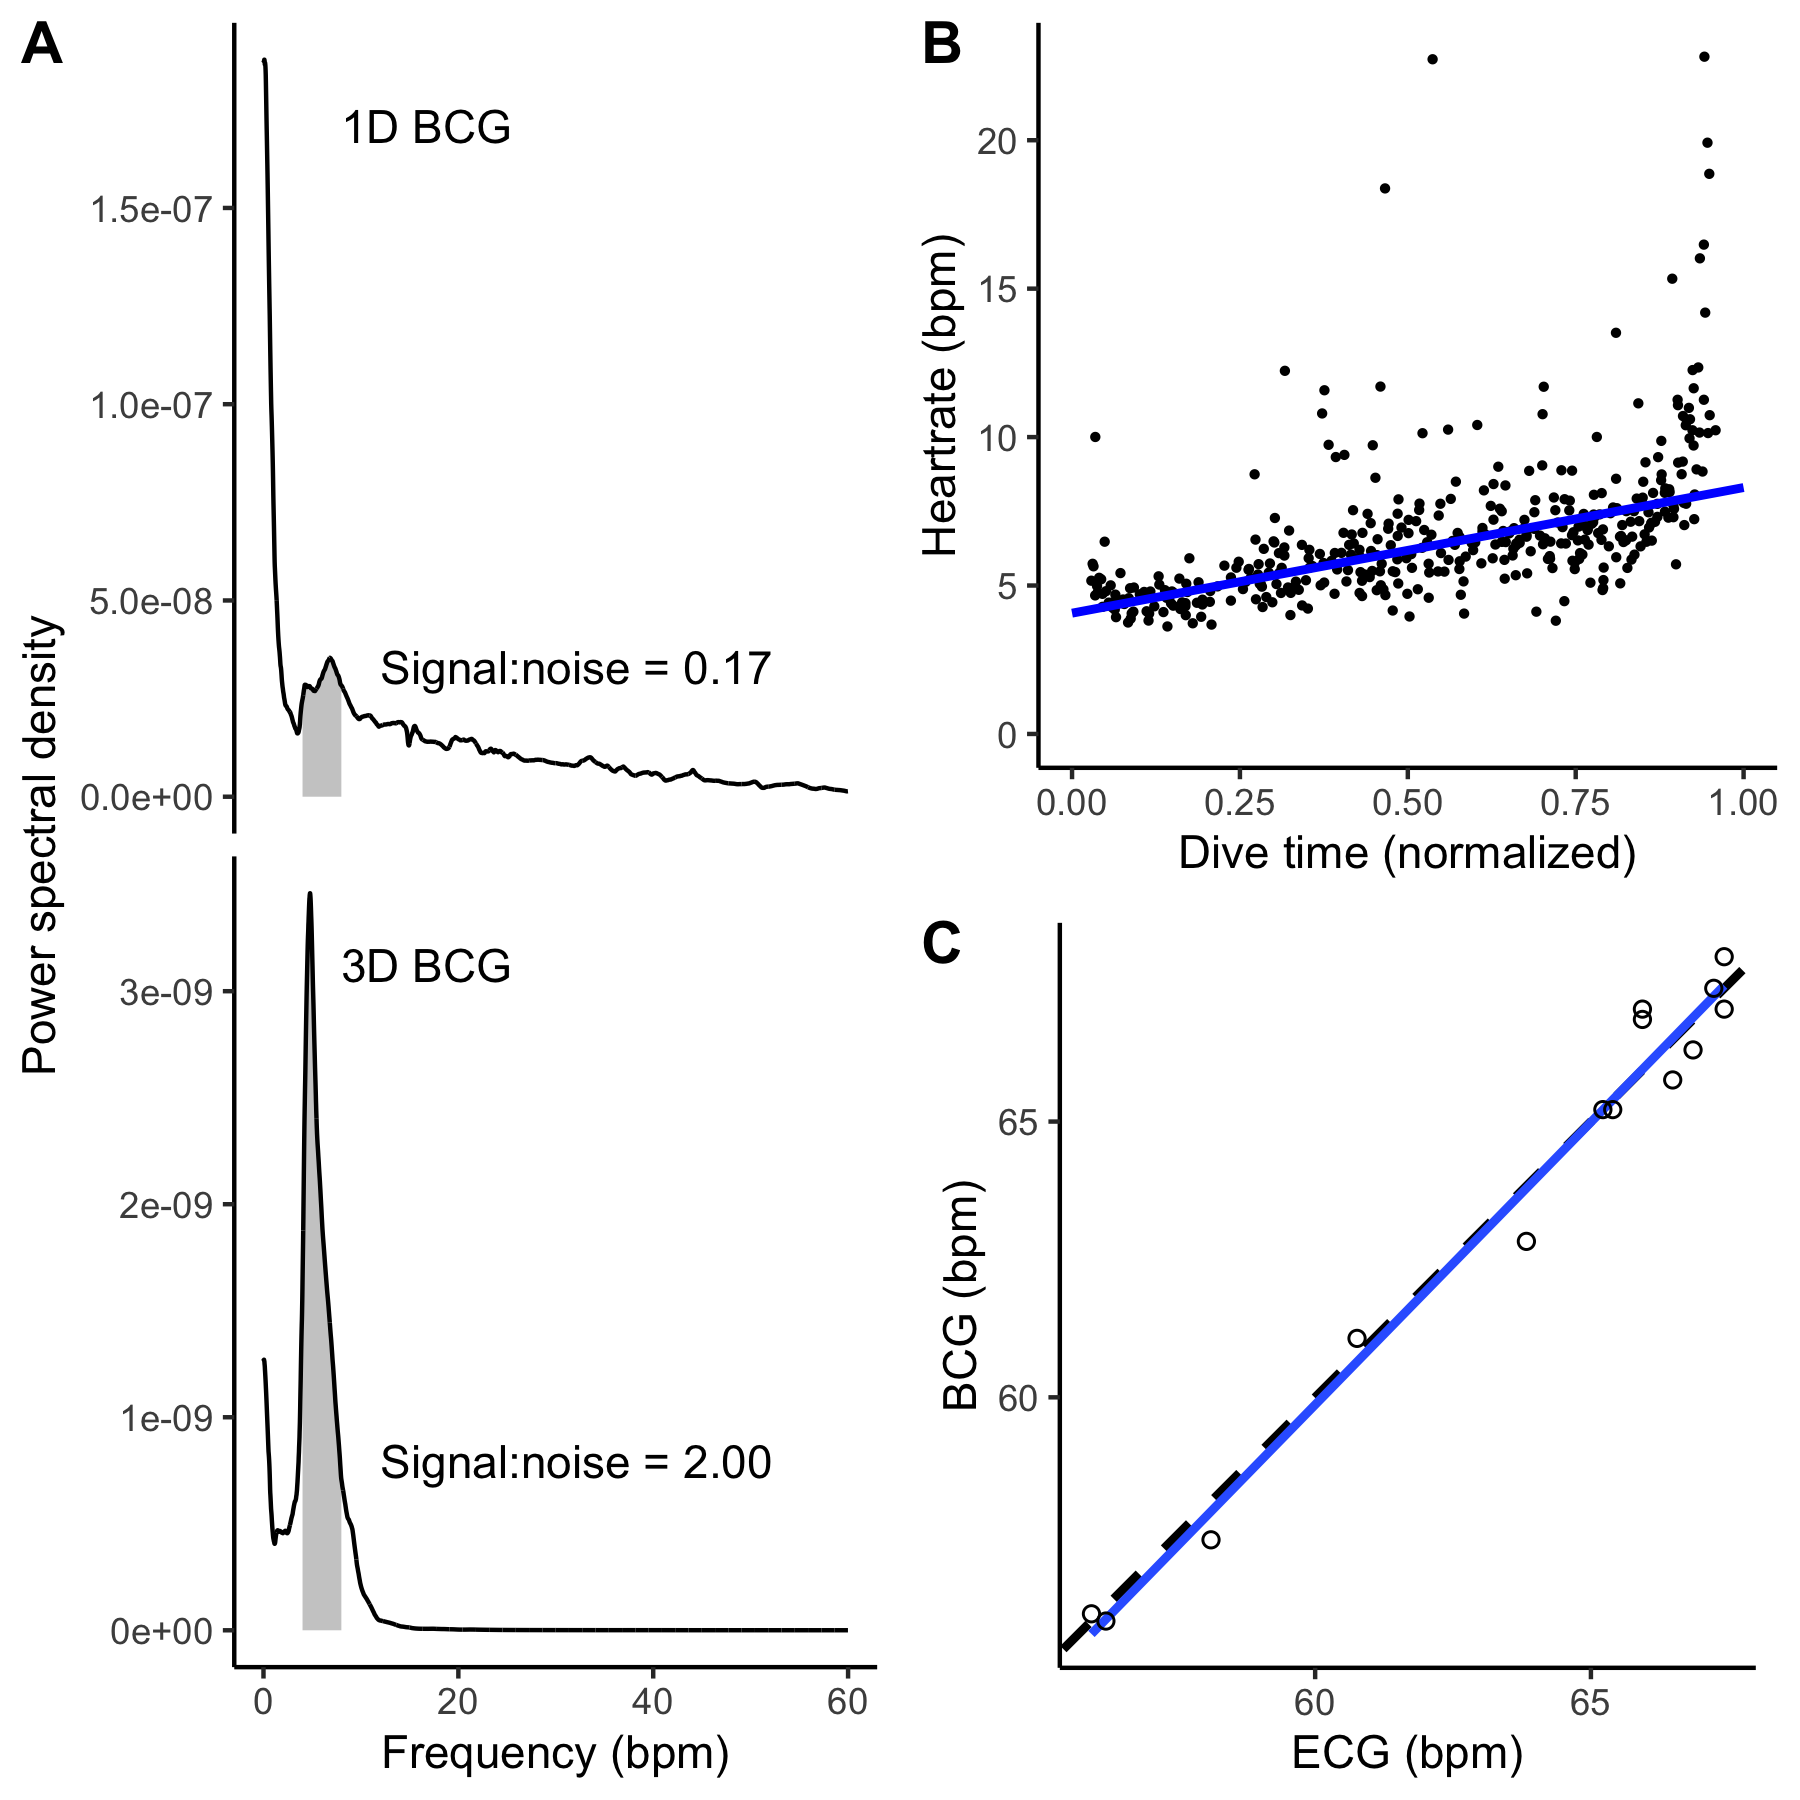 A
1D BCG
1.5e-07
1.0e-07
5.0e-08
0.0e+00
Signal:noise = 0.17
Power spectral density
3D BCG
3e-09
2e-09
1e-09
0e+00
Signal:noise = 2.00
0 20 40 60
Frequency (bpm)
B
20
15
10
5
0
Heartrate (bpm)
0.00 0.25 0.50 0.75 1.00
Dive time (normalized)
C
65
60
BCG (bpm)
60 65
ECG (bpm)